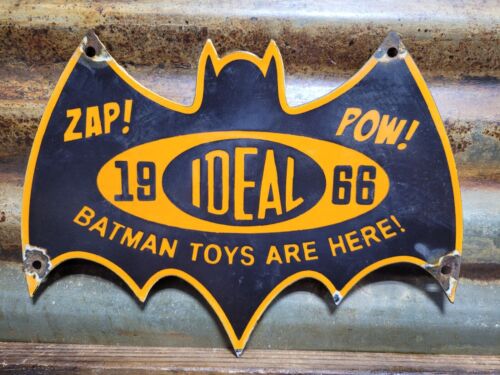 ZAP!
POW!
19 IDEAL 66
BATMAN TOYS ARE HERE!